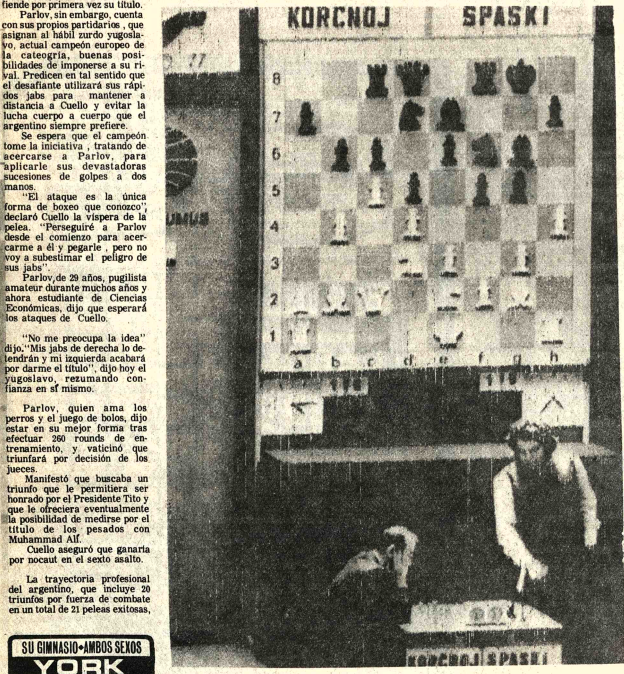 fiende por primera vez su título.
Parlov, sin embargo, cuenta
con sus propios partidarios , que
asignan al hábil zurdo yugosla-
vo, actual campeón europeo de
la cateogría, buenas posi-
bilidades de imponerse a su ri-
val. Predicen en tal sentido que
el desafiante utilizará sus rápi-
dos jabs para mantener a
distancia a Cuello y evitar la
lucha cuerpo a cuerpo que el
argentino siempre prefiere.
Se espera que el campeón
tome la iniciativa , tratando de
acercarse a Parlov, para
aplicarle sus devastadoras
sucesiones de golpes a dos
manos.
"El ataque es la única
forma de boxeo que conozco",
declaró Cuello la víspera de la
pelea. "Perseguiré a Parlov
desde el comienzo para acer-
carme a él y pegarle , pero no
voy a subestimar el peligro de
sus jabs".
Parlov, de 29 años, pugilista
amateur durante muchos años y
ahora estudiante de Ciencias
Económicas, dijo que esperará
los ataques de Cuello.
"No me preocupa la idea"
dijo. "Mis jabs de derecha lo de-
tendrán y mi izquierda acabará
por darme el título", dijo hoy el
yugoslavo, rezumando con-
fianza en sí mismo.
Parlov, quien ama los
perros y el juego de bolos, dijo
estar en su mejor forma tras
efectuar 260 rounds de en-
trenamiento, y vaticinó que
triunfará por decisión de los
jueces.
Manifestó que buscaba un
triunfo que le permitiera ser
honrado por el Presidente Tito y
que le ofreciera eventualmente
la posibilidad de medirse por el
título de los pesados con
Muhammad Alí.
Cuello aseguró que ganaría
por nocaut en el sexto asalto.
La trayectoria profesional
del argentino, que incluye 20
triunfos por fuerza de combate
en un total de 21 peleas exitosas,
SU GIMNASIO•AMBOS SEXOS
YORK
KORCNOJ SPASKI
8
7
6
5
4
3
2
1
a b c d e f g h
KORCNOJ SPASKI